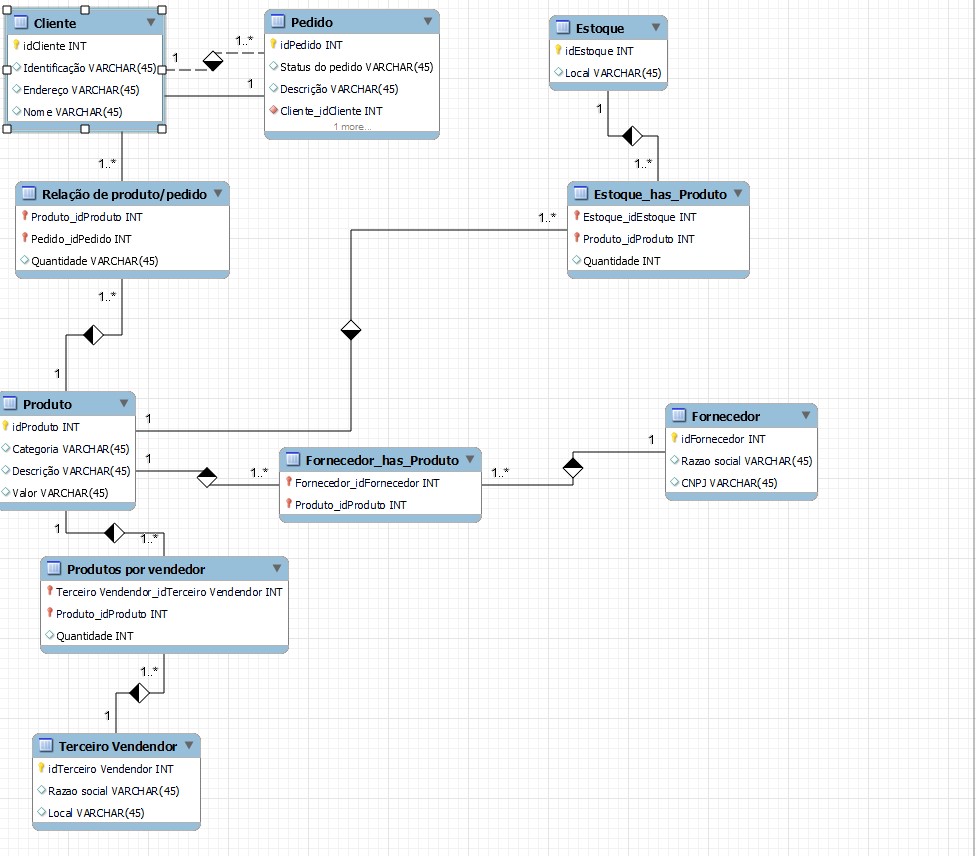 Cliente
idCliente INT
Identificação VARCHAR(45)
Endereço VARCHAR(45)
Nome VARCHAR(45)
1
1..*
1
Pedido
idPedido INT
Status do pedido VARCHAR(45)
Descrição VARCHAR(45)
Cliente_idCliente INT
1 more...
Estoque
idEstoque INT
Local VARCHAR(45)
1
1..*
1..*
Relação de produto/pedido
Produto_idProduto INT
Pedido_idPedido INT
Quantidade VARCHAR(45)
1..*
1
1..*
Estoque_has_Produto
Estoque_idEstoque INT
Produto_idProduto INT
Quantidade INT
Produto
idProduto INT
Categoria VARCHAR(45)
Descrição VARCHAR(45)
Valor VARCHAR(45)
1
1
1..*
Fornecedor_has_Produto
Fornecedor_idFornecedor INT
Produto_idProduto INT
1..*
1
Fornecedor
idFornecedor INT
Razao social VARCHAR(45)
CNPJ VARCHAR(45)
1
1..*
Produtos por vendedor
Terceiro Vendendor_idTerceiro Vendendor INT
Produto_idProduto INT
Quantidade INT
1..*
1
Terceiro Vendendor
idTerceiro Vendendor INT
Razao social VARCHAR(45)
Local VARCHAR(45)